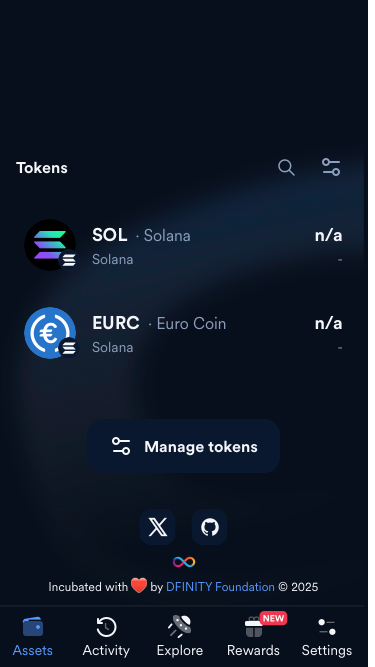 Tokens
SOL · Solana
n/a
Solana
-
EURC · Euro Coin
n/a
Solana
-
Manage tokens
Incubated with ❤️ by DFINITY Foundation © 2025
NEW
Assets
Activity
Explore
Rewards
Settings